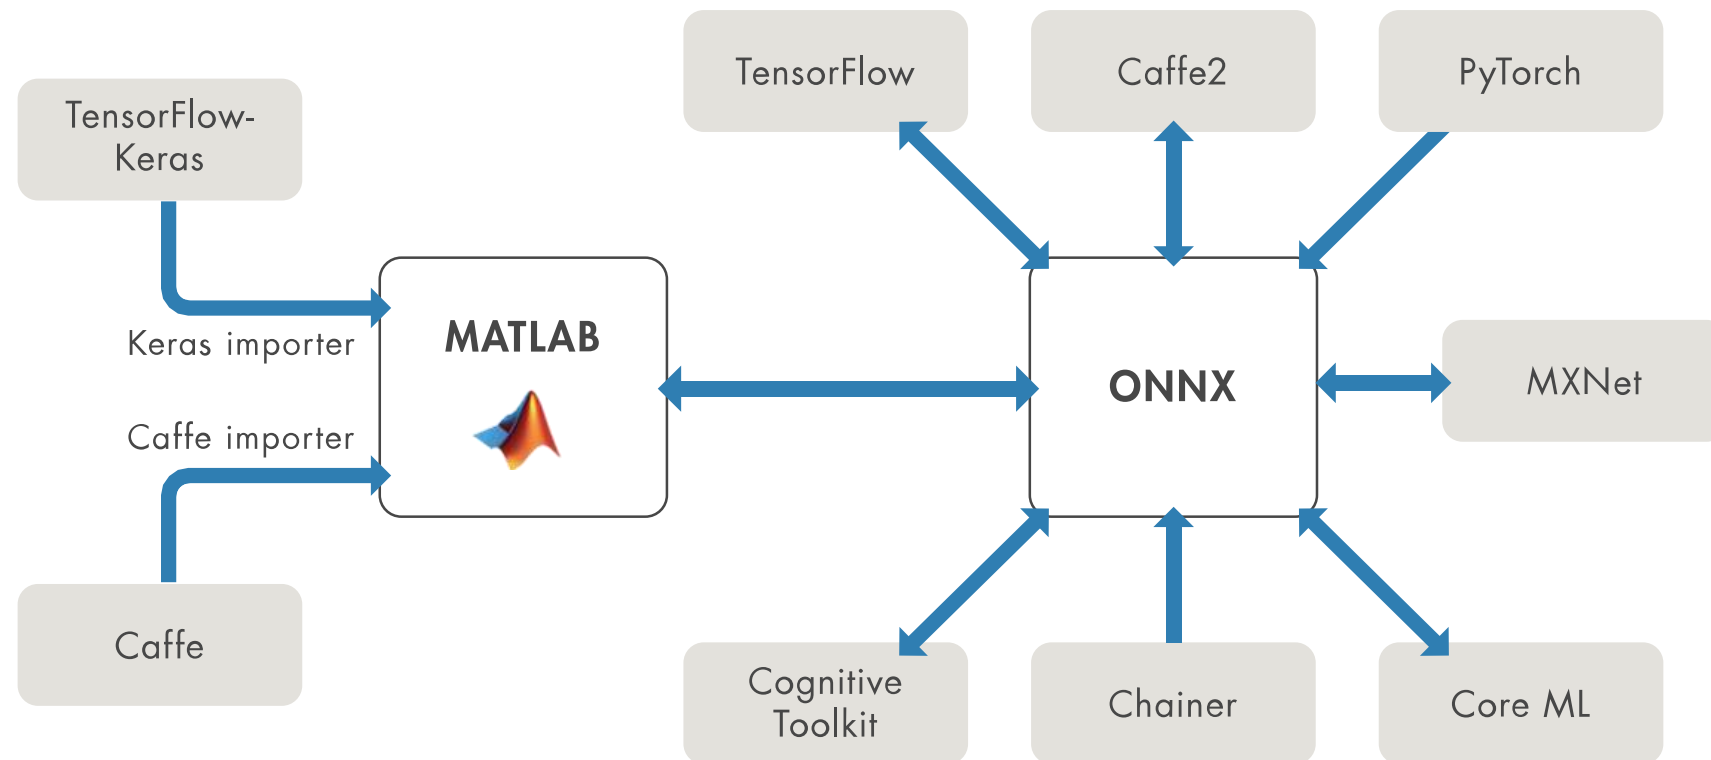 TensorFlow
Caffe2
PyTorch
TensorFlow-
Keras
Keras importer
MATLAB
ONNX
MXNet
Caffe importer
Caffe
Cognitive
Toolkit
Chainer
Core ML